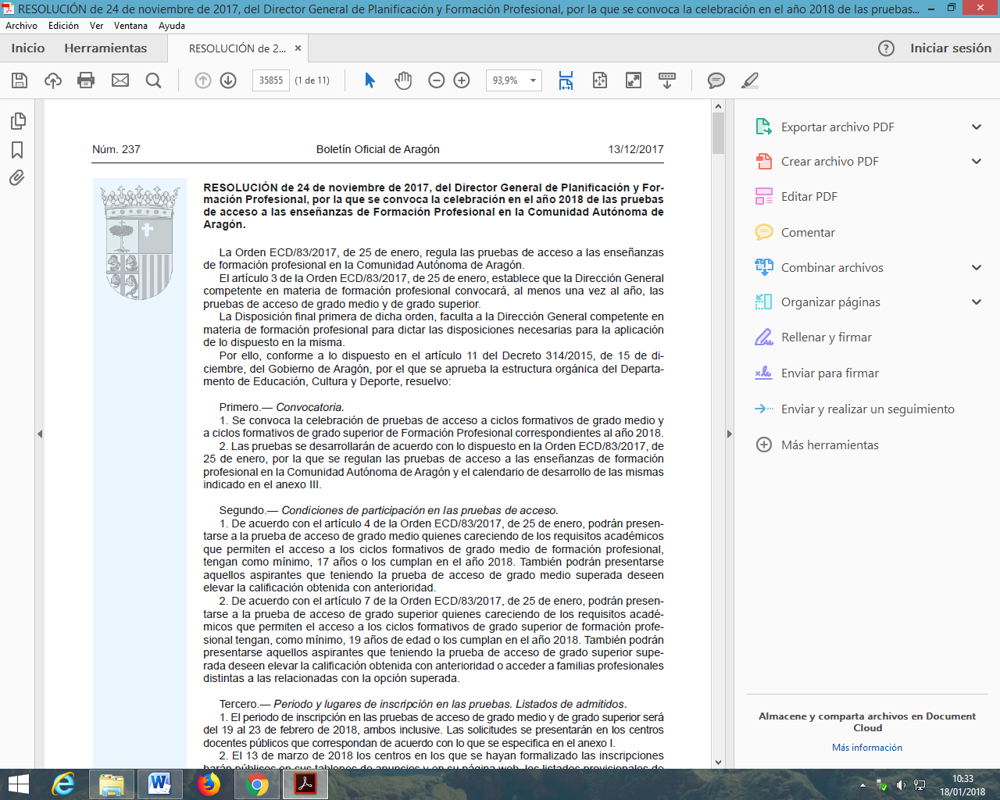 RESOLUCIÓN de 24 de noviembre de 2017, del Director General de Planificación y Formación Profesional, por la que se convoca la celebración en el año 2018 de las pruebas...
Archivo Edición Ver Ventana Ayuda
Inicio Herramientas RESOLUCIÓN de 2... × Iniciar sesión
35855 (1 de 11) 93,9%
Núm. 237 Boletín Oficial de Aragón 13/12/2017
RESOLUCIÓN de 24 de noviembre de 2017, del Director General de Planificación y For-
mación Profesional, por la que se convoca la celebración en el año 2018 de las pruebas
de acceso a las enseñanzas de Formación Profesional en la Comunidad Autónoma de
Aragón.
La Orden ECD/83/2017, de 25 de enero, regula las pruebas de acceso a las enseñanzas
de formación profesional en la Comunidad Autónoma de Aragón.
El artículo 3 de la Orden ECD/83/2017, de 25 de enero, establece que la Dirección General
competente en materia de formación profesional convocará, al menos una vez al año, las
pruebas de acceso de grado medio y de grado superior.
La Disposición final primera de dicha orden, faculta a la Dirección General competente en
materia de formación profesional para dictar las disposiciones necesarias para la aplicación
de lo dispuesto en la misma.
Por ello, conforme a lo dispuesto en el artículo 11 del Decreto 314/2015, de 15 de di-
ciembre, del Gobierno de Aragón, por el que se aprueba la estructura orgánica del Departa-
mento de Educación, Cultura y Deporte, resuelvo:
Primero.— Convocatoria.
1. Se convoca la celebración de pruebas de acceso a ciclos formativos de grado medio y
a ciclos formativos de grado superior de Formación Profesional correspondientes al año 2018.
2. Las pruebas se desarrollarán de acuerdo con lo dispuesto en la Orden ECD/83/2017, de
25 de enero, por la que se regulan las pruebas de acceso a las enseñanzas de formación
profesional en la Comunidad Autónoma de Aragón y el calendario de desarrollo de las mismas
indicado en el anexo III.
Segundo.— Condiciones de participación en las pruebas de acceso.
1. De acuerdo con el artículo 4 de la Orden ECD/83/2017, de 25 de enero, podrán presen-
tarse a la prueba de acceso de grado medio quienes careciendo de los requisitos académicos
que permiten el acceso a los ciclos formativos de grado medio de formación profesional,
tengan como mínimo, 17 años o los cumplan en el año 2018. También podrán presentarse
aquellos aspirantes que teniendo la prueba de acceso de grado medio superada deseen
elevar la calificación obtenida con anterioridad.
2. De acuerdo con el artículo 7 de la Orden ECD/83/2017, de 25 de enero, podrán presen-
tarse a la prueba de acceso de grado superior quienes careciendo de los requisitos acadé-
micos que permiten el acceso a los ciclos formativos de grado superior de formación profe-
sional tengan, como mínimo, 19 años de edad o los cumplan en el año 2018. También podrán
presentarse aquellos aspirantes que teniendo la prueba de acceso de grado superior supe-
rada deseen elevar la calificación obtenida con anterioridad o acceder a familias profesionales
distintas a las relacionadas con la opción superada.
Tercero.— Periodo y lugares de inscripción en las pruebas. Listados de admitidos.
1. El periodo de inscripción en las pruebas de acceso de grado medio y de grado superior será
del 19 al 23 de febrero de 2018, ambos inclusive. Las solicitudes se presentarán en los centros
docentes públicos que correspondan de acuerdo con lo que se especifica en el anexo I.
2. El 13 de marzo de 2018 los centros en los que se hayan formalizado las inscripciones
harán públicos en sus tablones de anuncios y en su página web, los listados provisionales de
Exportar archivo PDF
Crear archivo PDF
Editar PDF
Comentar
Combinar archivos
Organizar páginas
Rellenar y firmar
Enviar para firmar
Enviar y realizar un seguimiento
Más herramientas
Almacene y comparta archivos en Document
Cloud
Más información
10:33
18/01/2018